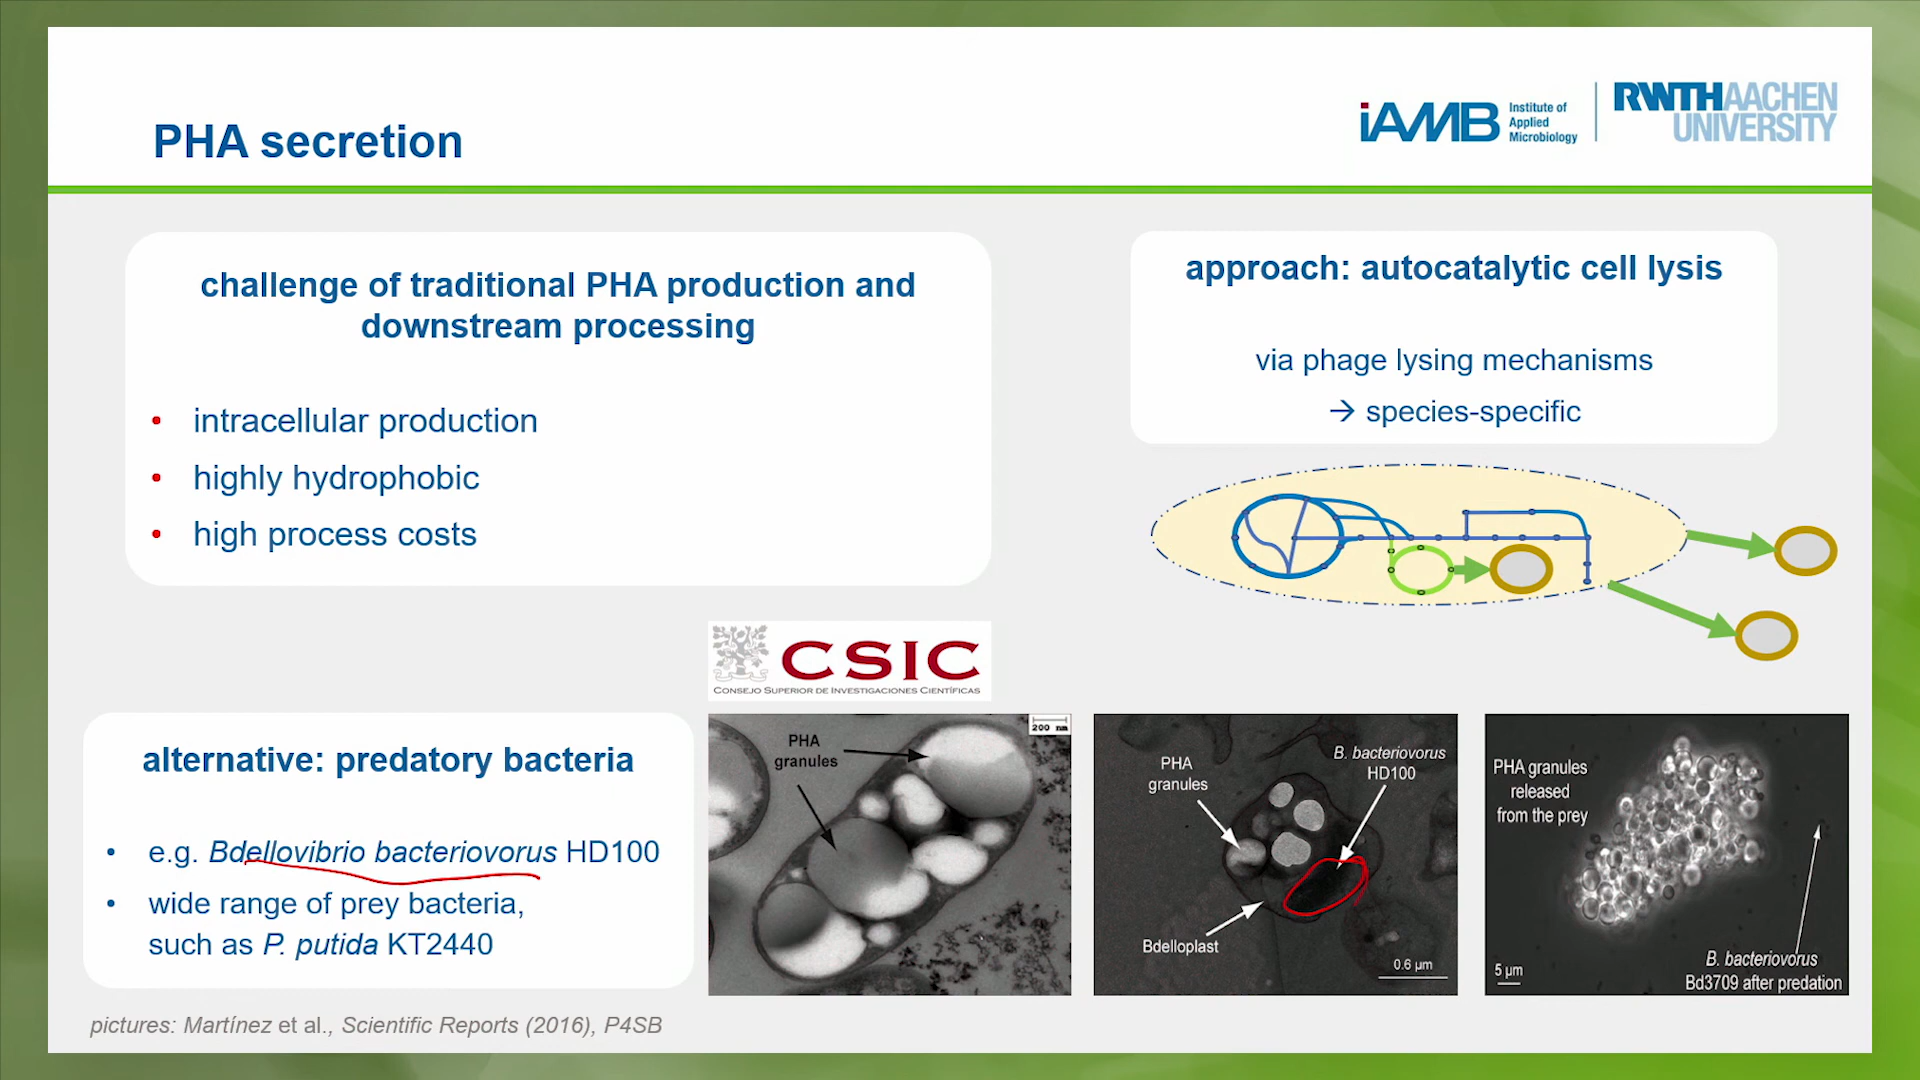 PHA secretion
iAMB
Institute of
Applied
Microbiology
RWTHAACHEN
UNIVERSITY
challenge of traditional PHA production and
downstream processing
• intracellular production
• highly hydrophobic
• high process costs
approach: autocatalytic cell lysis
via phage lysing mechanisms
→ species-specific
CSIC
CONSEJO SUPERIOR DE INVESTIGACIONES CIENTÍFICAS
alternative: predatory bacteria
• e.g. Bdellovibrio bacteriovorus HD100
• wide range of prey bacteria,
such as P. putida KT2440
200 nm
PHA
granules
PHA
granules
B. bacteriovorus
HD100
Bdelloplast
0.6 µm
PHA granules
released
from the prey
5 µm
B. bacteriovorus
Bd3709 after predation
pictures: Martínez et al., Scientific Reports (2016), P4SB